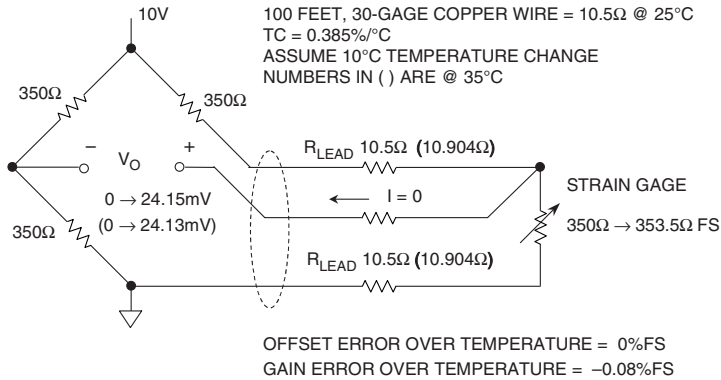 10V
100 FEET, 30-GAGE COPPER WIRE = 10.5Ω @ 25°C
TC = 0.385%/°C
ASSUME 10°C TEMPERATURE CHANGE
NUMBERS IN ( ) ARE @ 35°C
350Ω
350Ω
– VO +
RLEAD 10.5Ω (10.904Ω)
0 → 24.15mV
(0 → 24.13mV)
I = 0
STRAIN GAGE
350Ω → 353.5Ω FS
350Ω
RLEAD 10.5Ω (10.904Ω)
OFFSET ERROR OVER TEMPERATURE = 0%FS
GAIN ERROR OVER TEMPERATURE = –0.08%FS